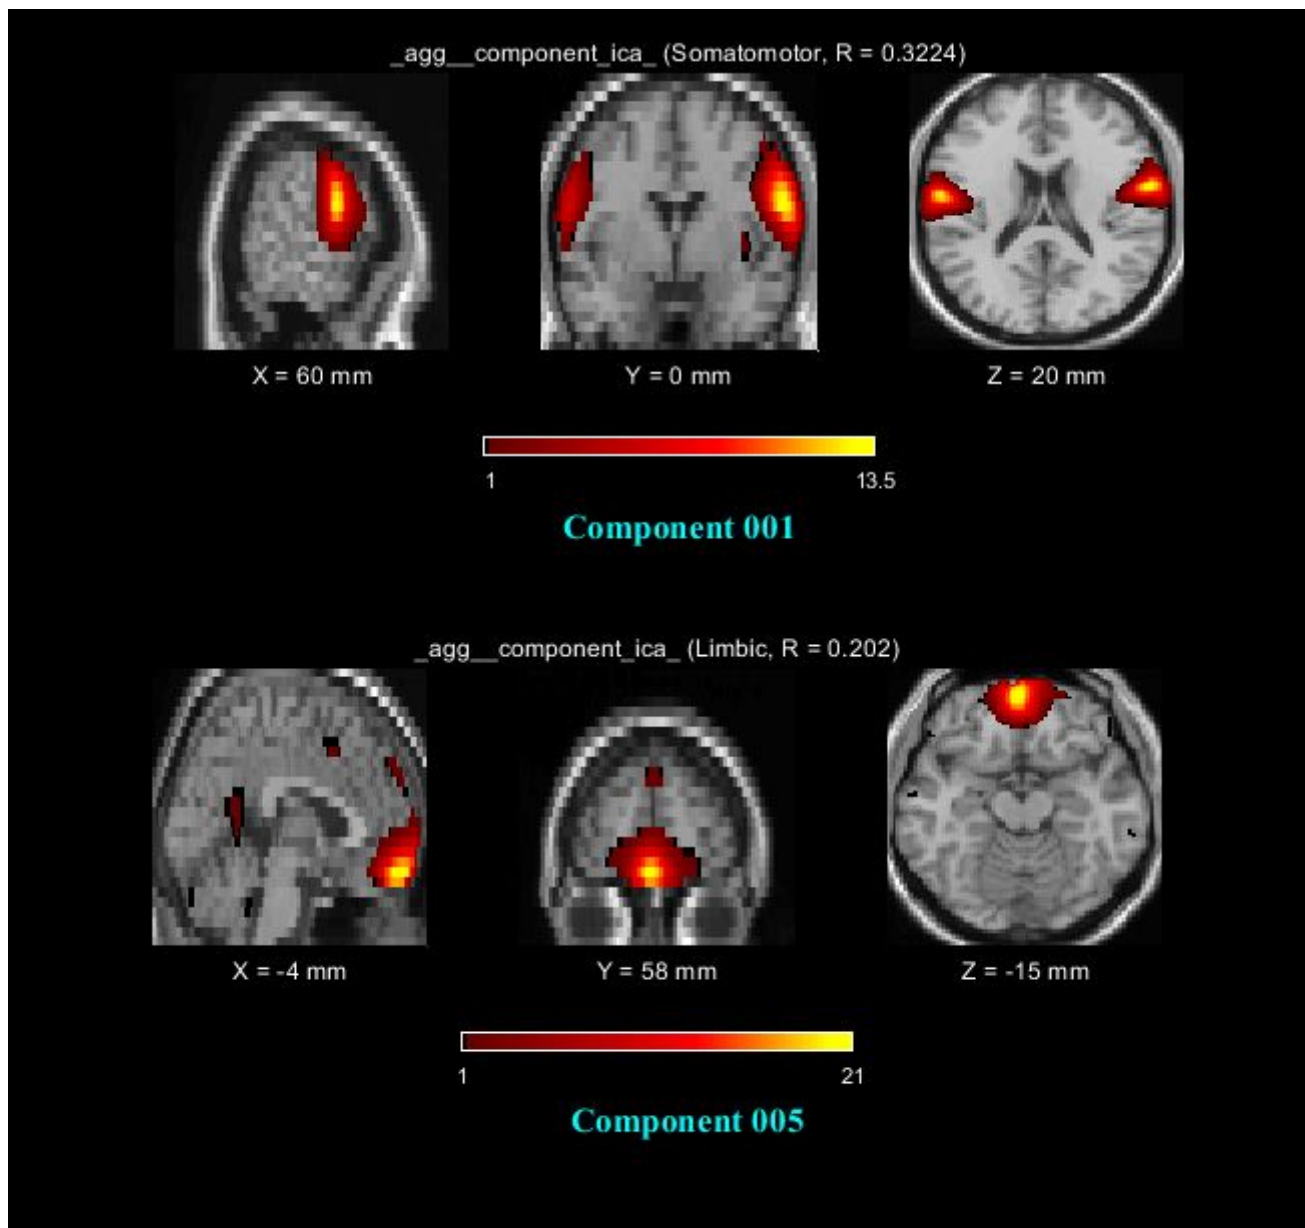 _agg__component_ica_ (Somatomotor, R = 0.3224)
X = 60 mm
Y = 0 mm
Z = 20 mm
1
13.5
Component 001
_agg__component_ica_ (Limbic, R = 0.202)
X = -4 mm
Y = 58 mm
Z = -15 mm
1
21
Component 005